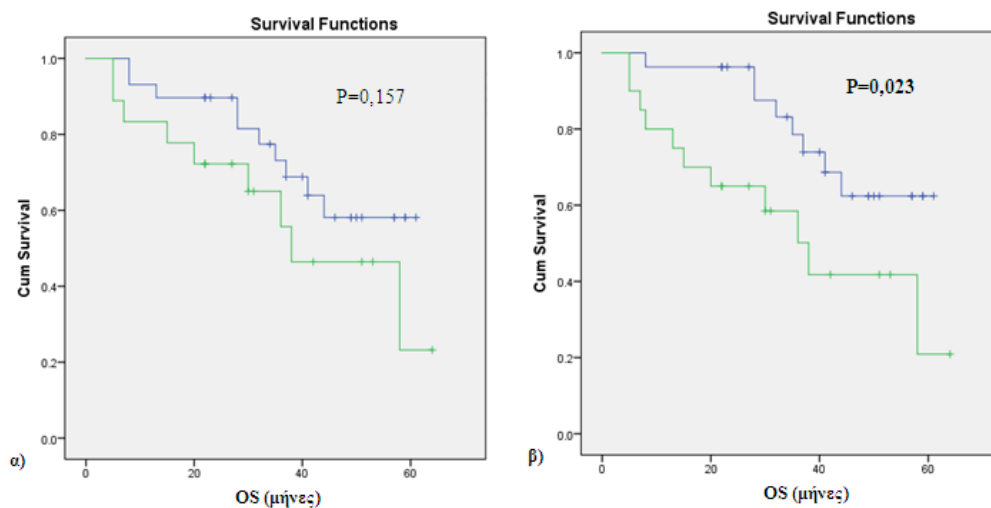 Survival Functions
P=0,157
Cum Survival
1.0
0.8
0.6
0.4
0.2
0.0
0
20
40
60
α)
OS (μήνες)
Survival Functions
P=0,023
Cum Survival
1.0
0.8
0.6
0.4
0.2
0.0
0
20
40
60
β)
OS (μήνες)